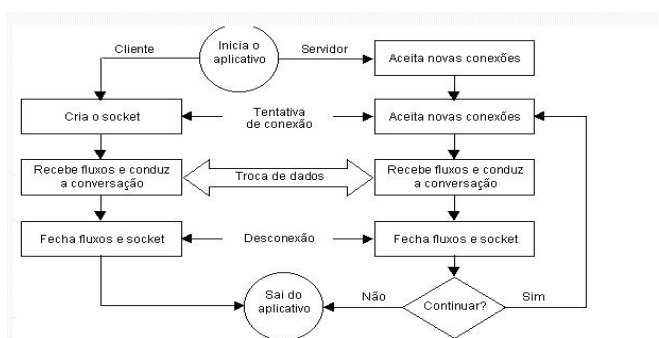 Cliente
Inicia o
aplicativo
Servidor
Aceita novas conexões
Cria o socket
Tentativa
de conexão
Aceita novas conexões
Recebe fluxos e conduz
a conversação
Troca de dados
Recebe fluxos e conduz
a conversação
Fecha fluxos e socket
Desconexão
Fecha fluxos e socket
Sai do
aplicativo
Não
Continuar?
Sim